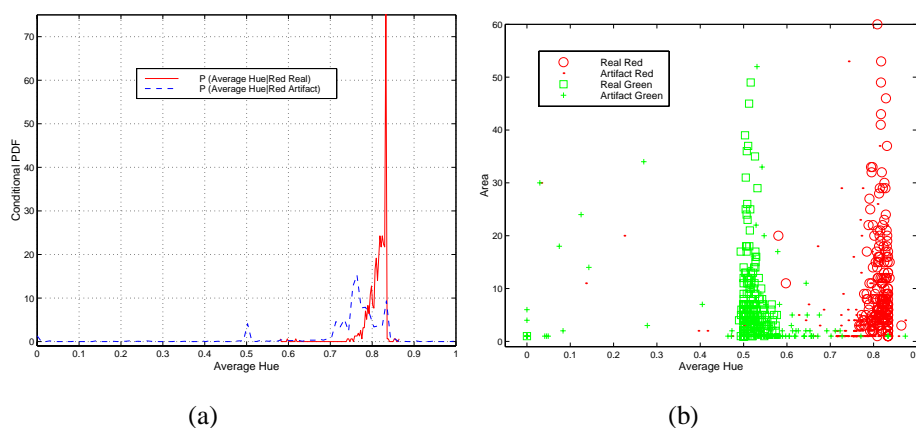 70
60
50
40
30
20
10
0
Conditional PDF
P (Average Hue|Red Real)
P (Average Hue|Red Artifact)
0 0.1 0.2 0.3 0.4 0.5 0.6 0.7 0.8 0.9 1
Average Hue
(a)
60
50
40
30
20
10
0
Area
Real Red
Artifact Red
Real Green
Artifact Green
0 0.1 0.2 0.3 0.4 0.5 0.6 0.7 0.8
Average Hue
(b)